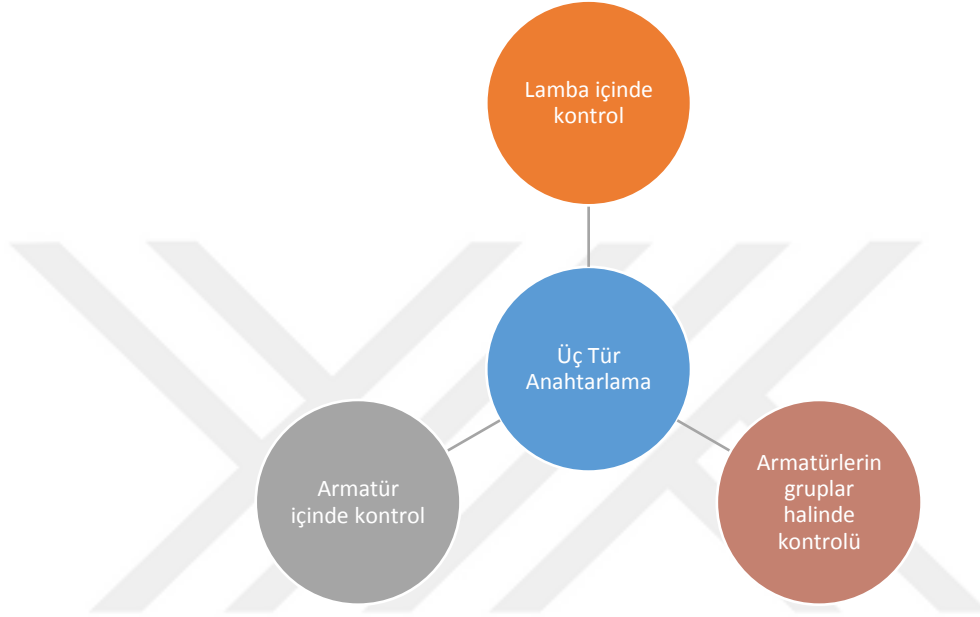 Lamba içinde
kontrol
Üç Tür
Anahtarlama
Armatür
içinde kontrol
Armatürlerin
gruplar
halinde
kontrolü